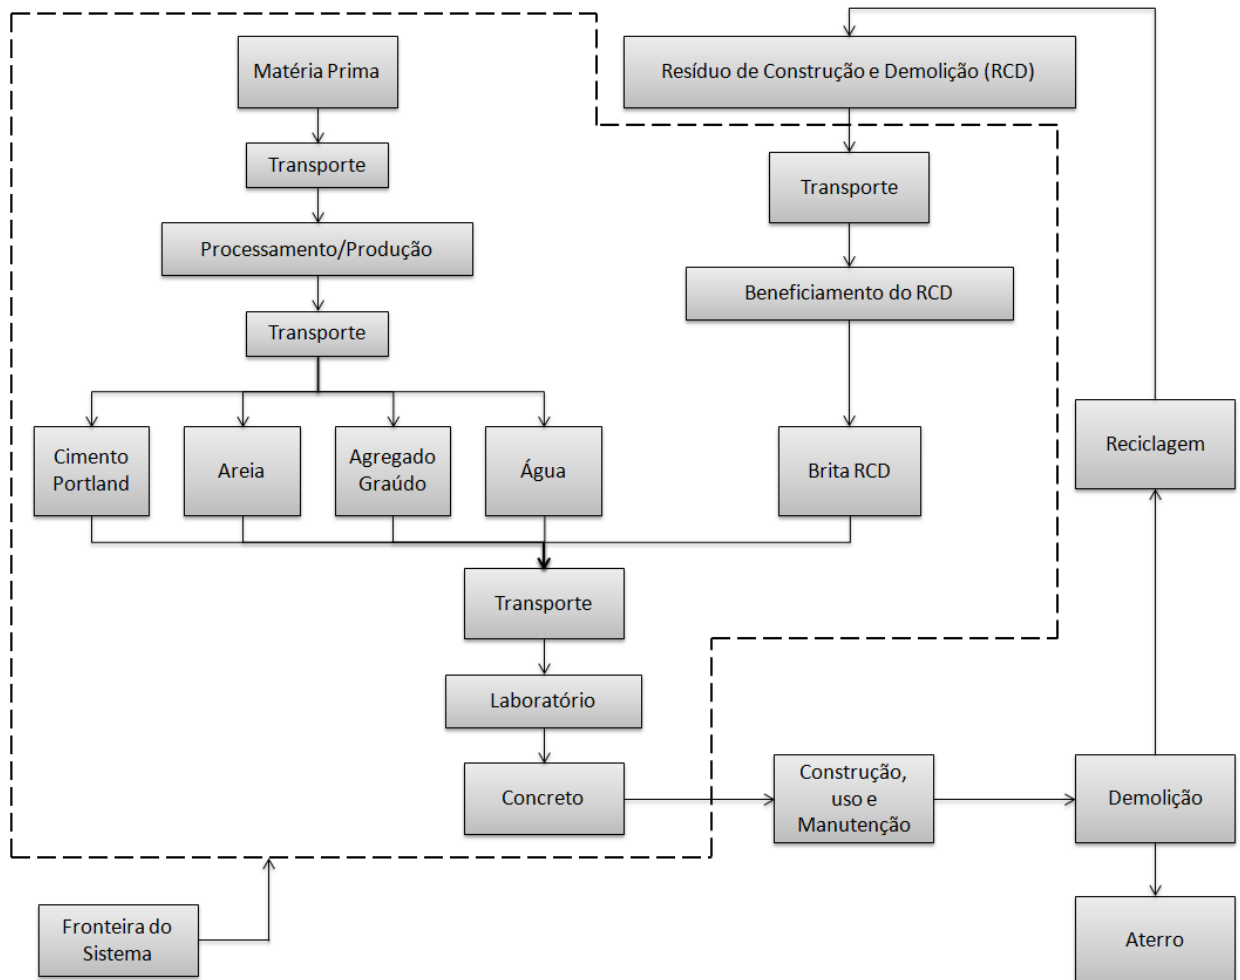 Matéria Prima
Resíduo de Construção e Demolição (RCD)
Transporte
Transporte
Processamento/Produção
Beneficiamento do RCD
Transporte
Cimento
Portland
Areia
Agregado
Graúdo
Água
Brita RCD
Reciclagem
Transporte
Laboratório
Concreto
Construção,
uso e
Manutenção
Demolição
Fronteira do
Sistema
Aterro